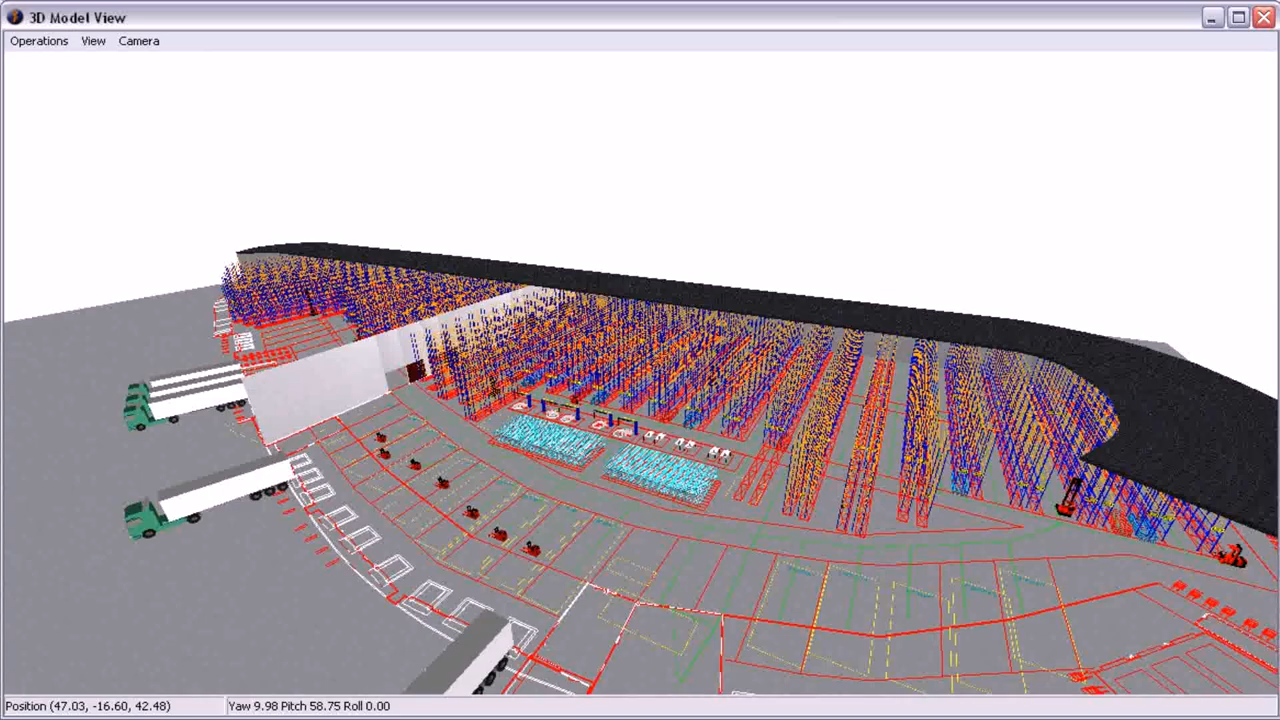 3D Model View
Operations View Camera
Position (47.03, -16.60, 42.48) Yaw 9.98 Pitch 58.75 Roll 0.00